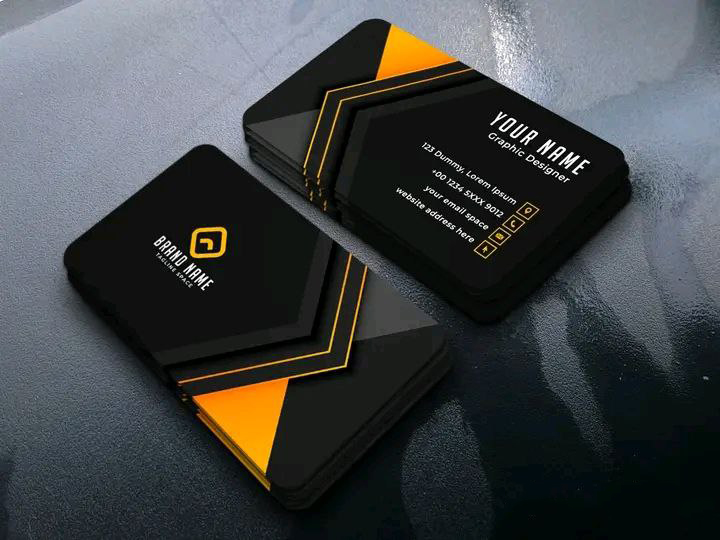 YOUR NAME
Graphic Designer
123 Dummy, Lorem Ipsum
+00 1234 5XXX 9012
your email space
website address here
BRAND NAME
TAGLINE SPACE